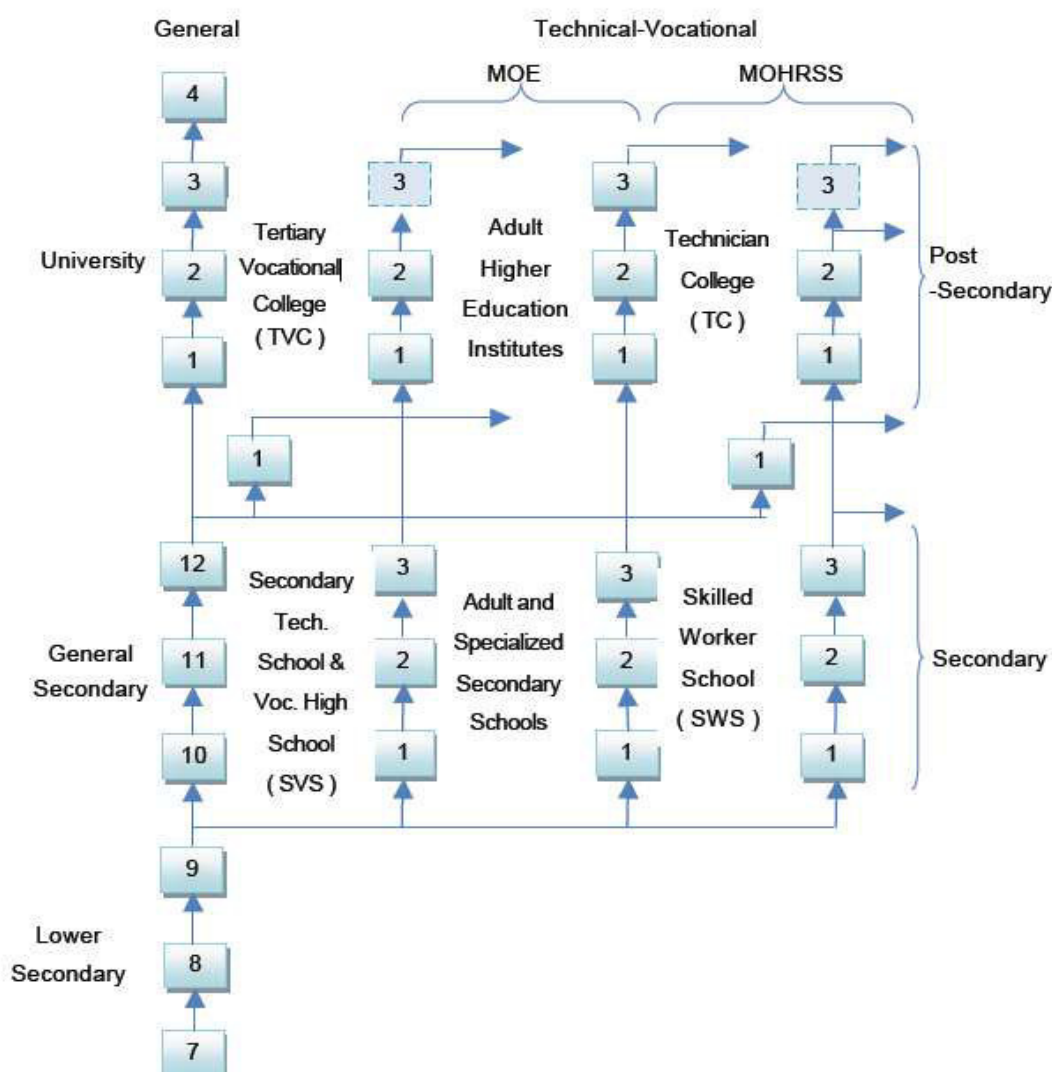 General
Technical-Vocational
MOE
MOHRSS
4
3
3
3
3
University
2
Tertiary
Vocational
College
( TVC )
2
Adult
Higher
Education
Institutes
2
Technician
College
( TC )
2
Post
-Secondary
1
1
1
1
1
1
12
Secondary
Tech.
School &
Voc. High
School
( SVS )
3
Adult and
Specialized
Secondary
Schools
3
Skilled
Worker
School
( SWS )
3
General
Secondary
11
2
2
2
Secondary
10
1
1
1
9
Lower
Secondary
8
7